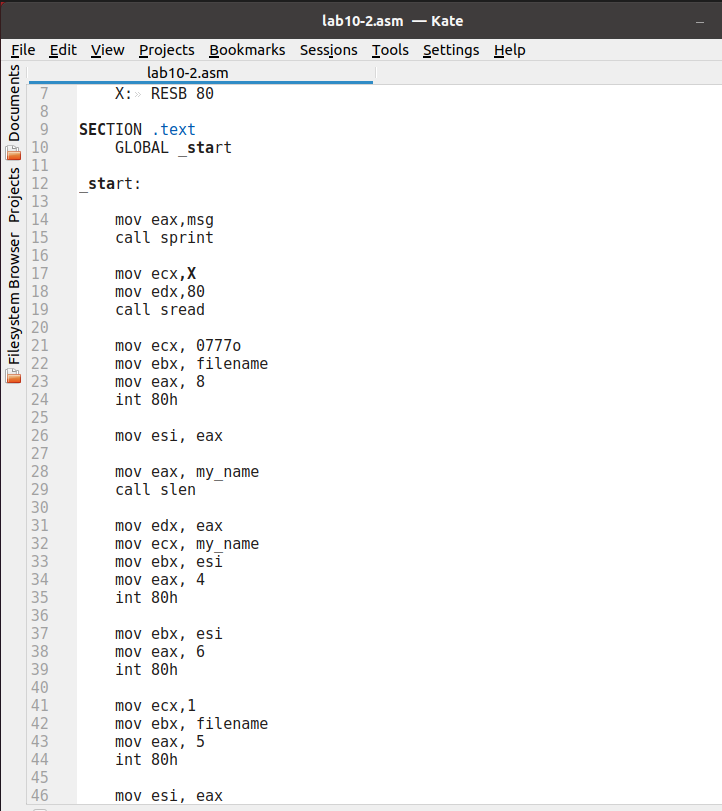 lab10-2.asm — Kate
File Edit View Projects Bookmarks Sessions Tools Settings Help
lab10-2.asm
Documents
Projects
Filesystem Browser
7 X:» RESB 80
8
9 SECTION .text
10 GLOBAL _start
11
12 _start:
13
14 mov eax,msg
15 call sprint
16
17 mov ecx,X
18 mov edx,80
19 call sread
20
21 mov ecx, 0777o
22 mov ebx, filename
23 mov eax, 8
24 int 80h
25
26 mov esi, eax
27
28 mov eax, my_name
29 call slen
30
31 mov edx, eax
32 mov ecx, my_name
33 mov ebx, esi
34 mov eax, 4
35 int 80h
36
37 mov ebx, esi
38 mov eax, 6
39 int 80h
40
41 mov ecx,1
42 mov ebx, filename
43 mov eax, 5
44 int 80h
45
46 mov esi, eax